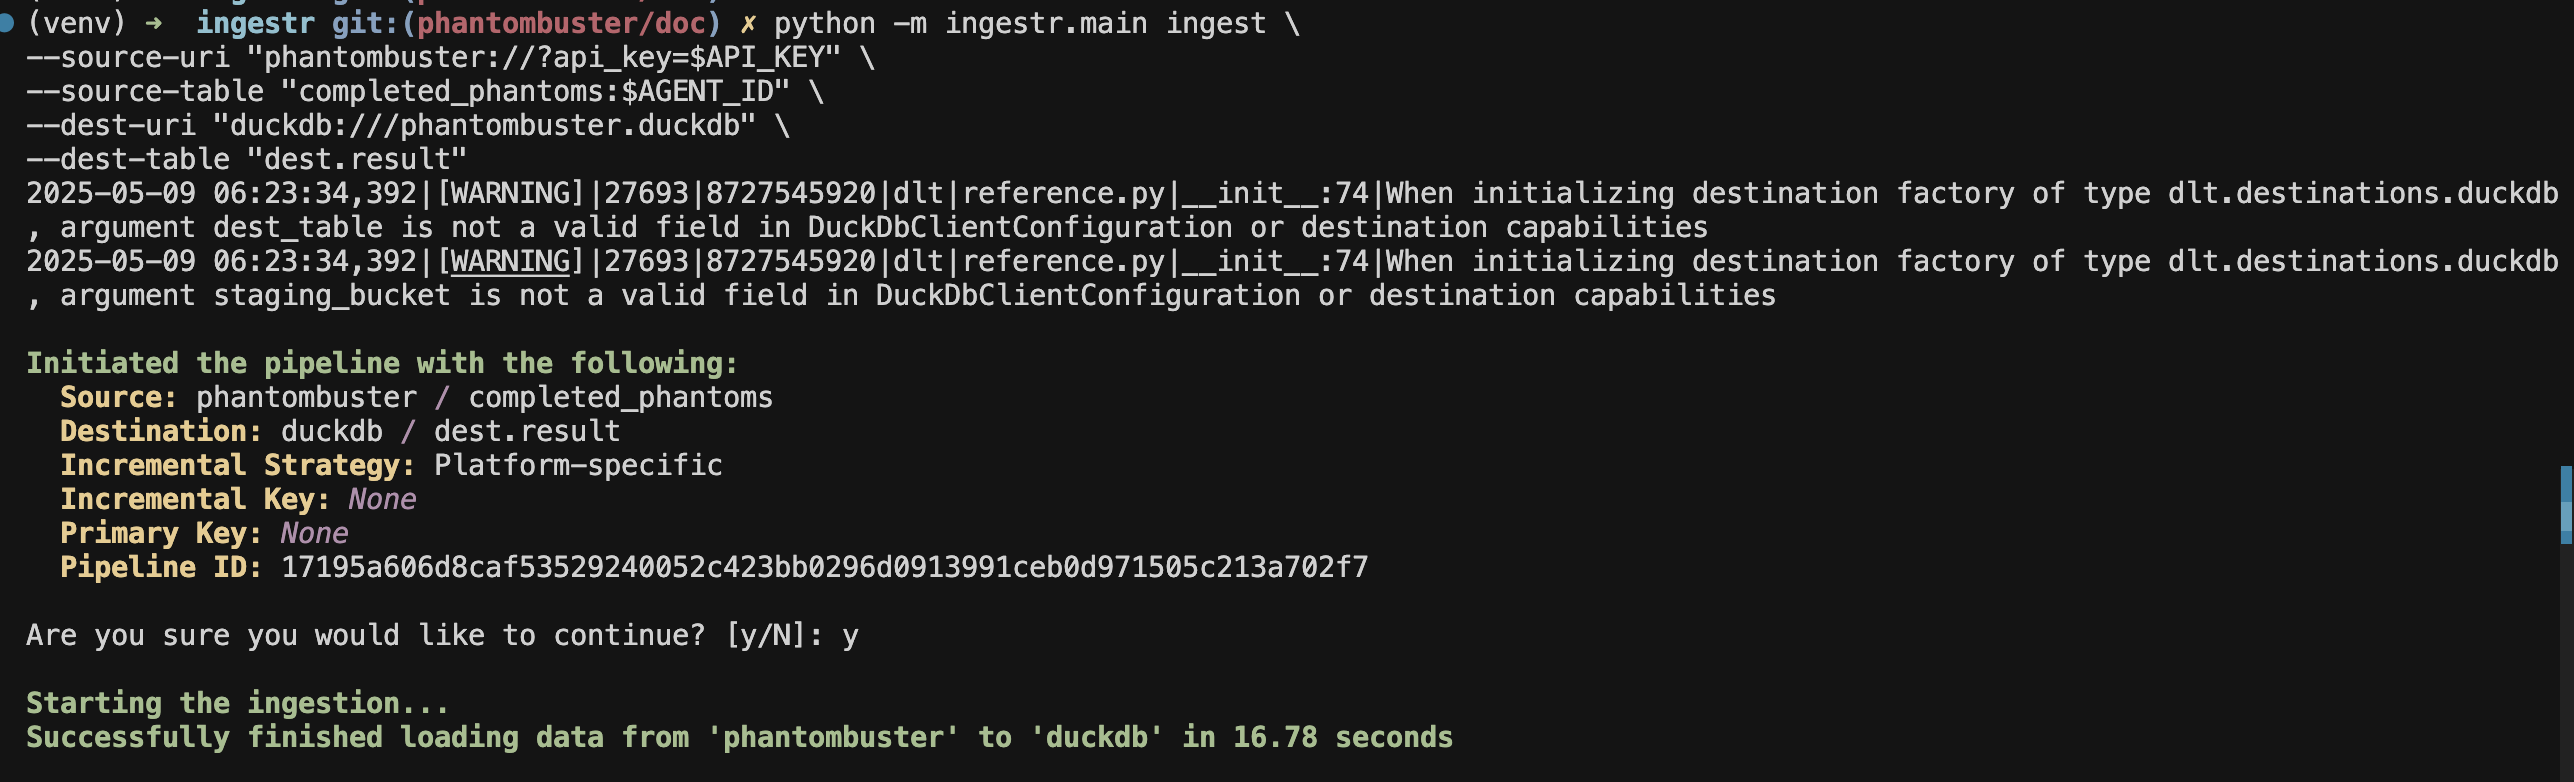 (venv) ➜  ingestr git:(phantombuster/doc) ✗ python -m ingestr.main ingest \
--source-uri "phantombuster://?api_key=$API_KEY" \
--source-table "completed_phantoms:$AGENT_ID" \
--dest-uri "duckdb:///phantombuster.duckdb" \
--dest-table "dest.result"
2025-05-09 06:23:34,392|[WARNING]|27693|8727545920|dlt|reference.py|__init__:74|When initializing destination factory of type dlt.destinations.duckdb
, argument dest_table is not a valid field in DuckDbClientConfiguration or destination capabilities
2025-05-09 06:23:34,392|[WARNING]|27693|8727545920|dlt|reference.py|__init__:74|When initializing destination factory of type dlt.destinations.duckdb
, argument staging_bucket is not a valid field in DuckDbClientConfiguration or destination capabilities
Initiated the pipeline with the following:
  Source: phantombuster / completed_phantoms
  Destination: duckdb / dest.result
  Incremental Strategy: Platform-specific
  Incremental Key: None
  Primary Key: None
  Pipeline ID: 17195a606d8caf53529240052c423bb0296d0913991ceb0d971505c213a702f7
Are you sure you would like to continue? [y/N]: y
Starting the ingestion...
Successfully finished loading data from 'phantombuster' to 'duckdb' in 16.78 seconds